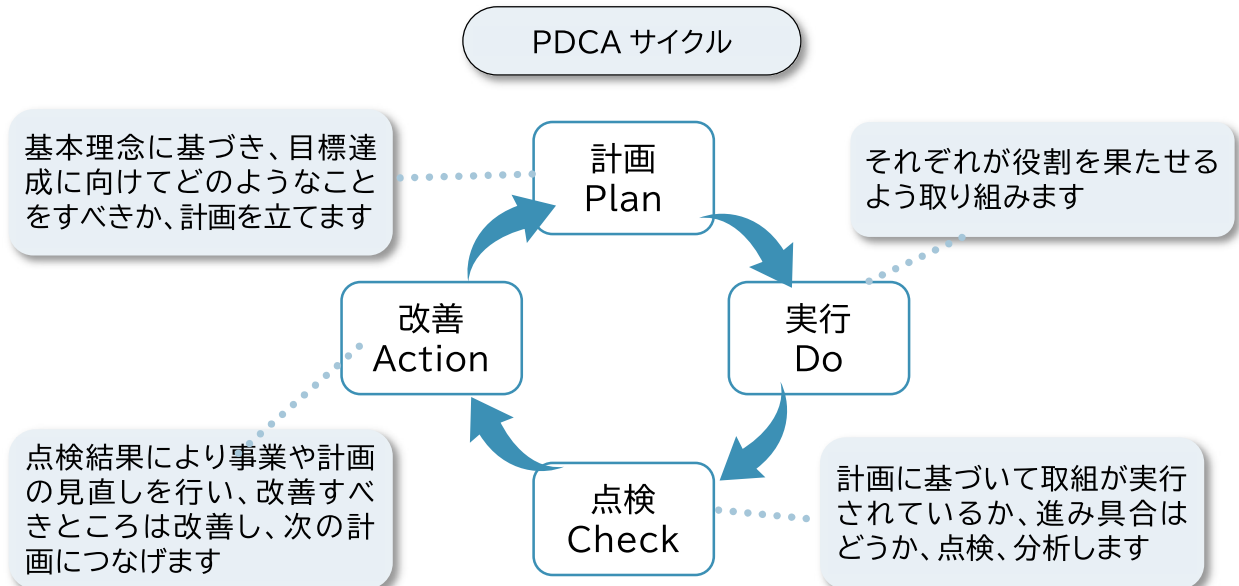 PDCA サイクル
基本理念に基づき、目標達
成に向けてどのようなこと
をすべきか、計画を立てます
計画
Plan
それぞれが役割を果たせる
よう取り組みます
改善
Action
実行
Do
点検結果により事業や計画
の見直しを行い、改善すべ
きところは改善し、次の計
画につなげます
点検
Check
計画に基づいて取組が実行
されているか、進み具合は
どうか、点検、分析します